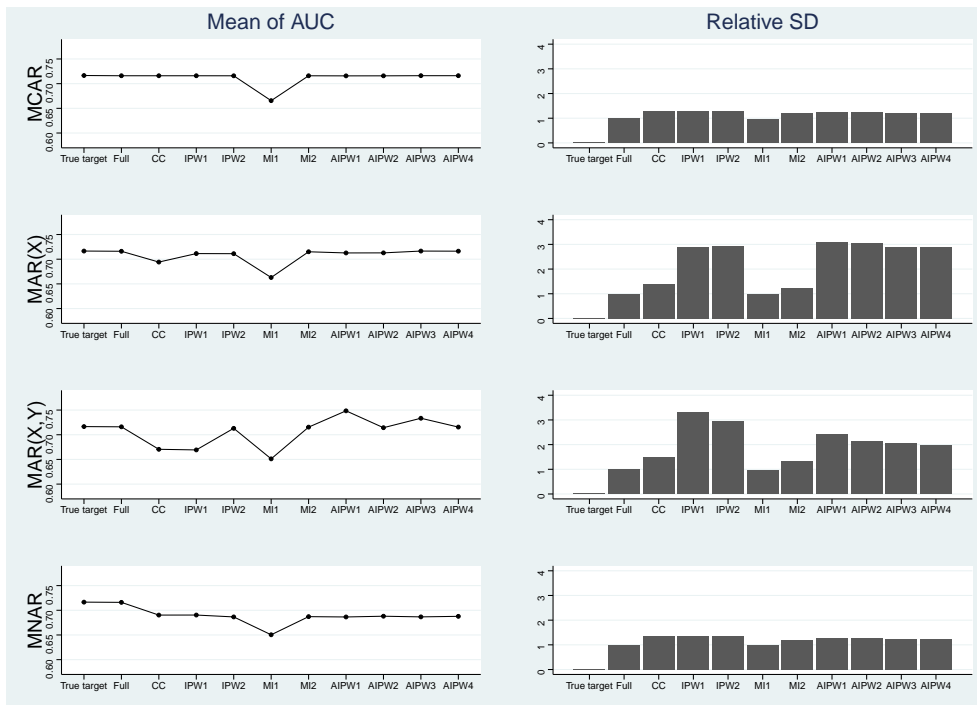 Mean of AUC
Relative SD
MCAR
0.60 0.65 0.70 0.75
True target Full CC IPW1 IPW2 MI1 MI2 AIPW1 AIPW2 AIPW3 AIPW4
0 1 2 3 4
True target Full CC IPW1 IPW2 MI1 MI2 AIPW1 AIPW2 AIPW3 AIPW4
MAR(X)
0.60 0.65 0.70 0.75
True target Full CC IPW1 IPW2 MI1 MI2 AIPW1 AIPW2 AIPW3 AIPW4
0 1 2 3 4
True target Full CC IPW1 IPW2 MI1 MI2 AIPW1 AIPW2 AIPW3 AIPW4
MAR(X,Y)
0.60 0.65 0.70 0.75
True target Full CC IPW1 IPW2 MI1 MI2 AIPW1 AIPW2 AIPW3 AIPW4
0 1 2 3 4
True target Full CC IPW1 IPW2 MI1 MI2 AIPW1 AIPW2 AIPW3 AIPW4
MNAR
0.60 0.65 0.70 0.75
True target Full CC IPW1 IPW2 MI1 MI2 AIPW1 AIPW2 AIPW3 AIPW4
0 1 2 3 4
True target Full CC IPW1 IPW2 MI1 MI2 AIPW1 AIPW2 AIPW3 AIPW4